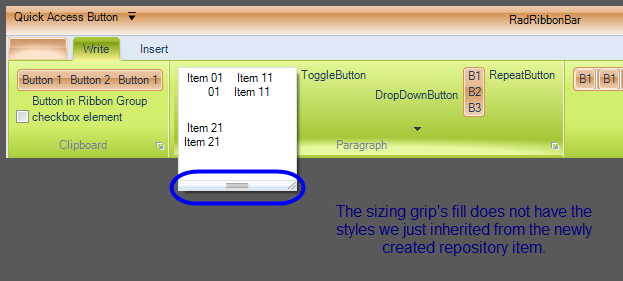 Quick Access Button
RadRibbonBar
Write
Insert
Button 1 Button 2 Button 1
Button in Ribbon Group
checkbox element
Clipboard
Item 01 Item 11
01 Item 11
Item 21
Item 21
ToggleButton
DropDownButton
B1
B2
B3
RepeatButton
Paragraph
B1 B1
The sizing grip's fill does not have the
styles we just inherited from the newly
created repository item.